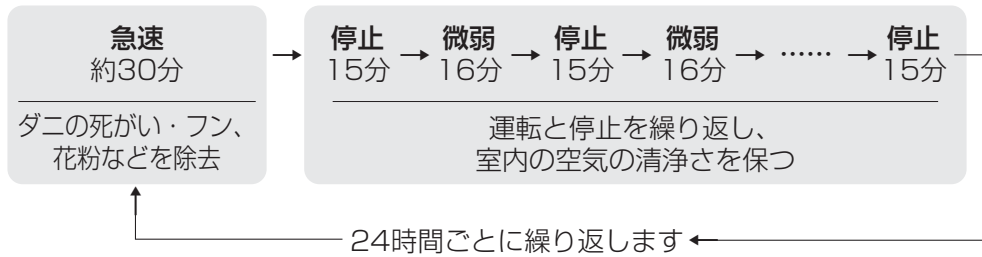 急速
約30分
ダニの死がい・フン、
花粉などを除去
停止 → 微弱 → 停止 → 微弱 → …… → 停止
15分 16分 15分 16分 15分
運転と停止を繰り返し、
室内の空気の清浄さを保つ
24時間ごとに繰り返します